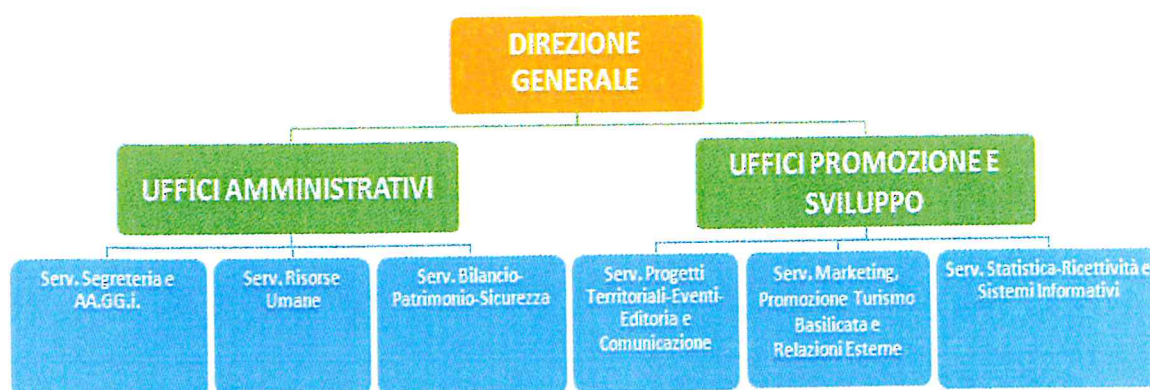 DIREZIONE
GENERALE
UFFICI AMMINISTRATIVI
UFFICI PROMOZIONE E
SVILUPPO
Serv. Segreteria e
AA.GG.i.
Serv. Risorse
Umane
Serv. Bilancio-
Patrimonio-Sicurezza
Serv. Progetti
Territoriali-Eventi-
Editoria e
Comunicazione
Serv. Marketing,
Promozione Turismo
Basilicata e
Relazioni Esterne
Serv. Statistica-Ricettività e
Sistemi Informativi